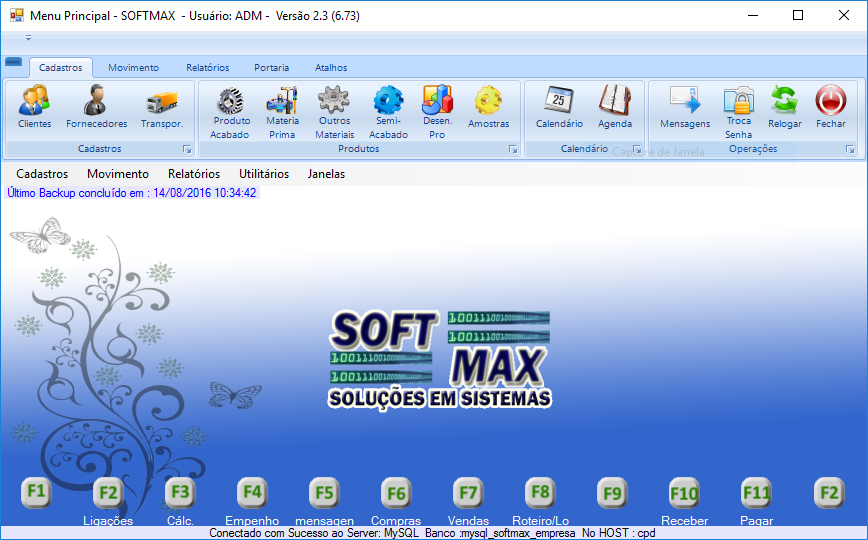 Menu Principal - SOFTMAX - Usuário: ADM - Versão 2.3 (6.73)
Cadastros Movimento Relatórios Portaria Atalhos
Clientes Fornecedores Transpor. Produto Acabado Materia Prima Outros Materiais Semi-Acabado Desen. Pro Amostras 25 Calendário Agenda Mensagens Troca Senha Relogar Fechar
Cadastros Produtos Calendário Captura de Janela Operações
Cadastros Movimento Relatórios Utilitários Janelas
Último Backup concluído em : 14/08/2016 10:34:42
SOFT
MAX
SOLUÇÕES EM SISTEMAS
F1 F2 F3 F4 F5 F6 F7 F8 F9 F10 F11 F2
Ligações Cálc. Empenho mensagen Compras Vendas Roteiro/Lo Receber Pagar
Conectado com Sucesso ao Server: MySQL Banco :mysql_softmax_empresa No HOST : cpd